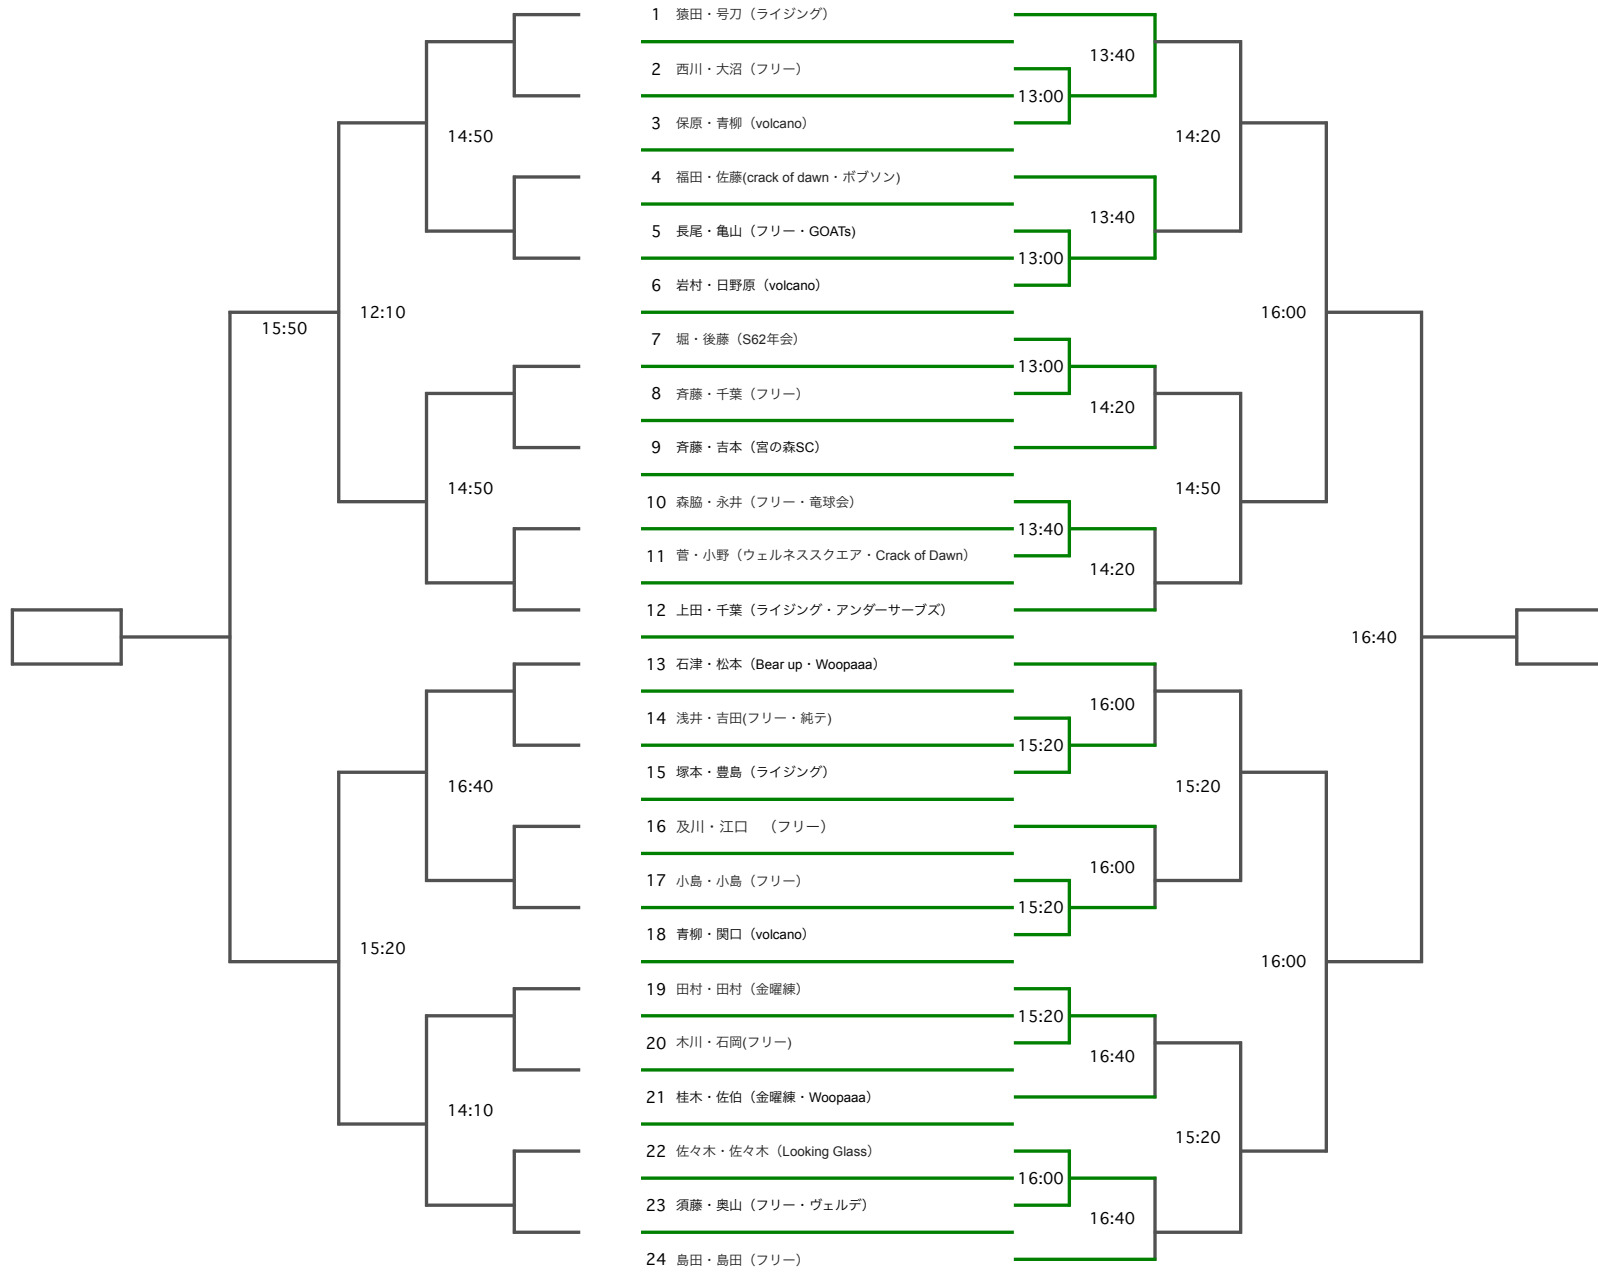 1 猿田・号刀（ライジング）
13:40
2 西川・大沼（フリー）
13:00
3 保原・青柳（volcano）
14:50
14:20
4 福田・佐藤(crack of dawn・ボブソン)
13:40
5 長尾・亀山（フリー・GOATs)
13:00
6 岩村・日野原（volcano）
15:50
12:10
16:00
7 堀・後藤（S62年会）
13:00
8 斉藤・千葉（フリー）
14:20
9 斉藤・吉本（宮の森SC）
14:50
14:50
10 森脇・永井（フリー・竜球会）
13:40
11 菅・小野（ウェルネススクエア・Crack of Dawn）
14:20
12 上田・千葉（ライジング・アンダーサーブズ）
16:40
13 石津・松本（Bear up・Woopaaa）
16:00
14 浅井・吉田(フリー・純テ)
15:20
15 塚本・豊島（ライジング）
16:40
15:20
16 及川・江口　（フリー）
16:00
17 小島・小島（フリー）
15:20
18 青柳・関口（volcano）
15:20
16:00
19 田村・田村（金曜練）
15:20
20 木川・石岡(フリー)
16:40
21 桂木・佐伯（金曜練・Woopaaa）
14:10
15:20
22 佐々木・佐々木（Looking Glass）
16:00
23 須藤・奥山（フリー・ヴェルデ）
16:40
24 島田・島田（フリー）